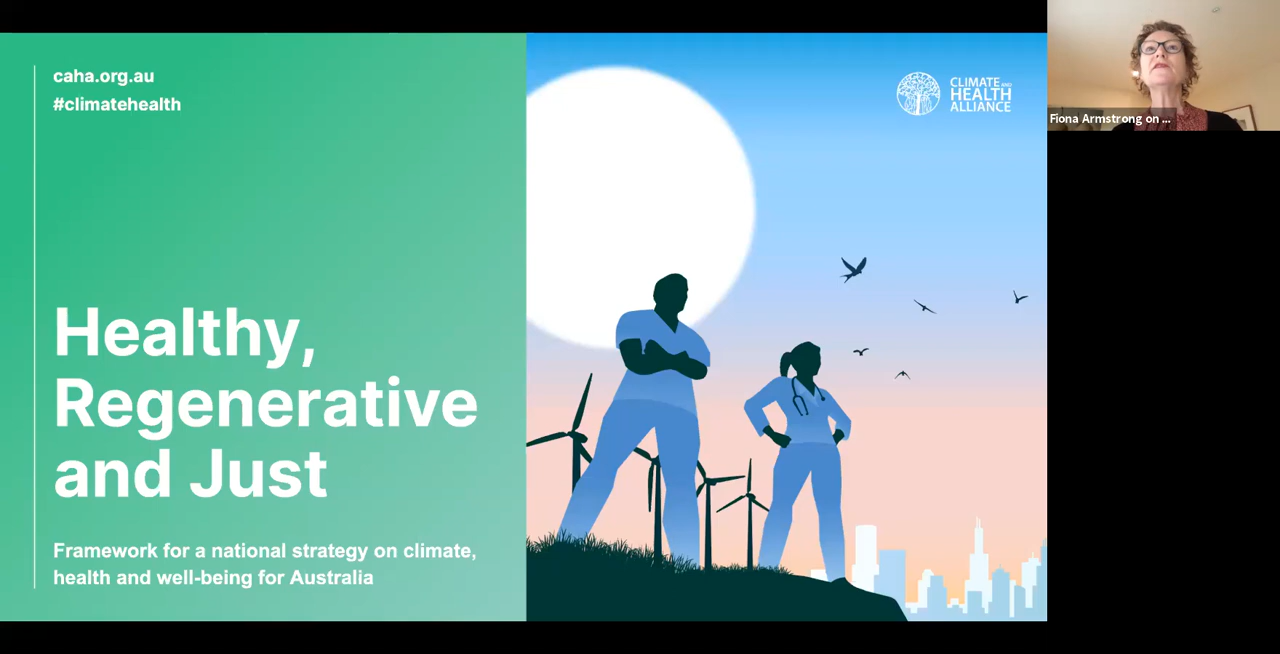 caha.org.au
#climatehealth
Healthy,
Regenerative
and Just
Framework for a national strategy on climate,
health and well-being for Australia
CLIMATE AND
HEALTH
ALLIANCE
Fiona Armstrong on ...